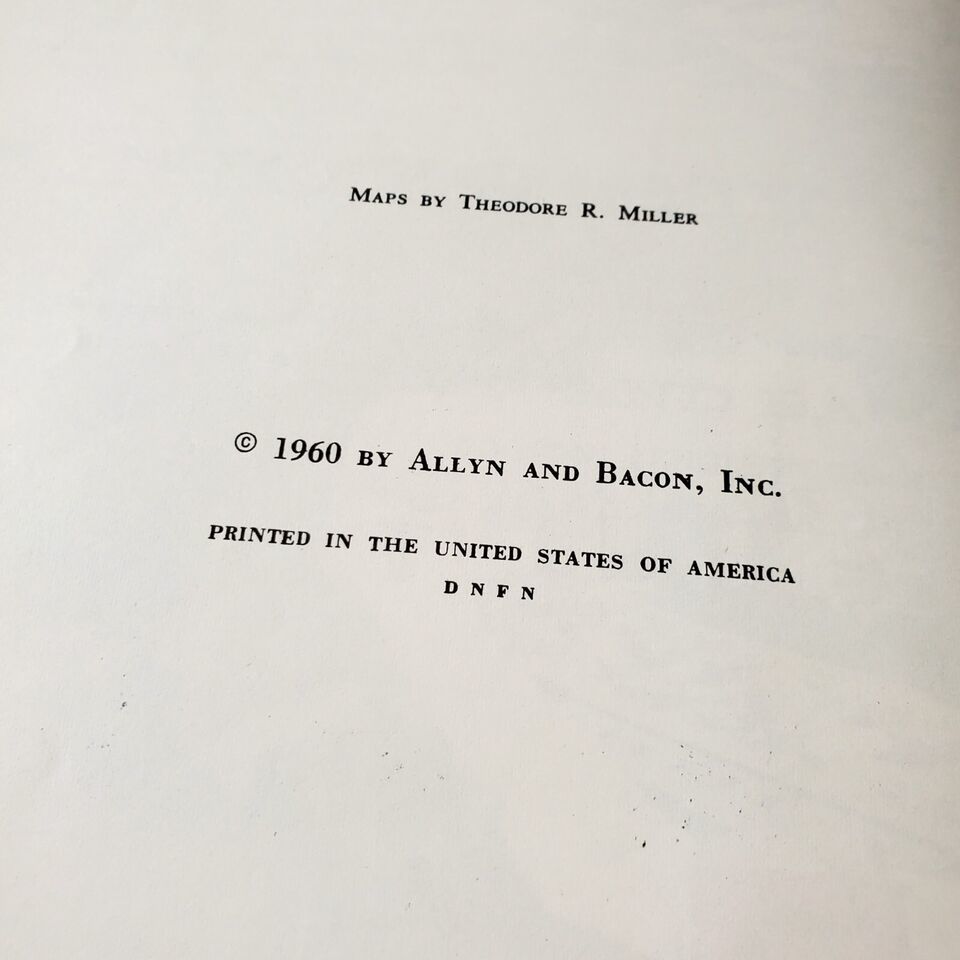 Maps by Theodore R. Miller
© 1960 by Allyn and Bacon, Inc.
PRINTED IN THE UNITED STATES OF AMERICA
D N F N